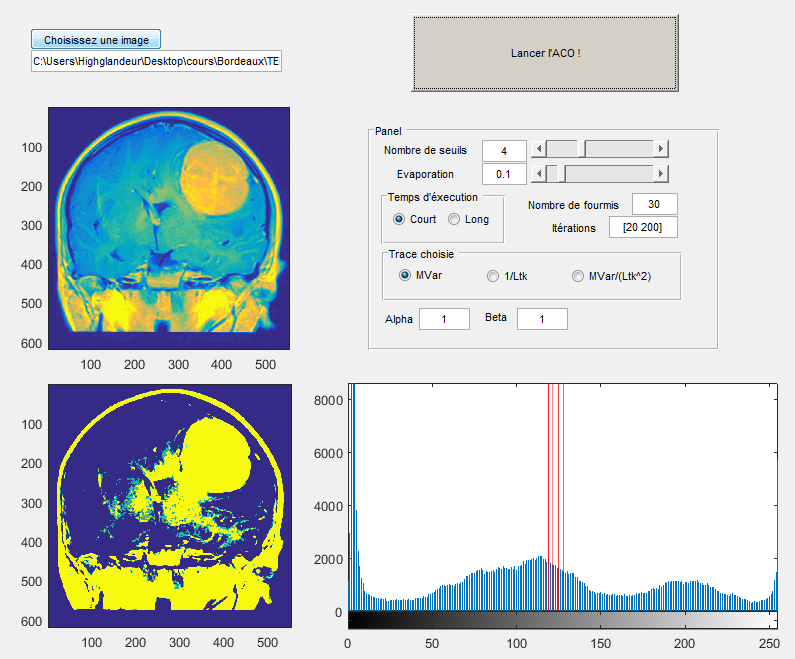 Choisissez une image
C:\Users\Highglandeur\Desktop\cours\Bordeaux\TE
Lancer l'ACO !
Panel
Nombre de seuils 4
Evaporation 0.1
Temps d'éxecution
Court Long
Nombre de fourmis 30
Itérations [20 200]
Trace choisie
MVar 1/Ltk MVar/(Ltk^2)
Alpha 1 Beta 1
100
200
300
400
500
600
100 200 300 400 500
100
200
300
400
500
600
100 200 300 400 500
8000
6000
4000
2000
0
0 50 100 150 200 250